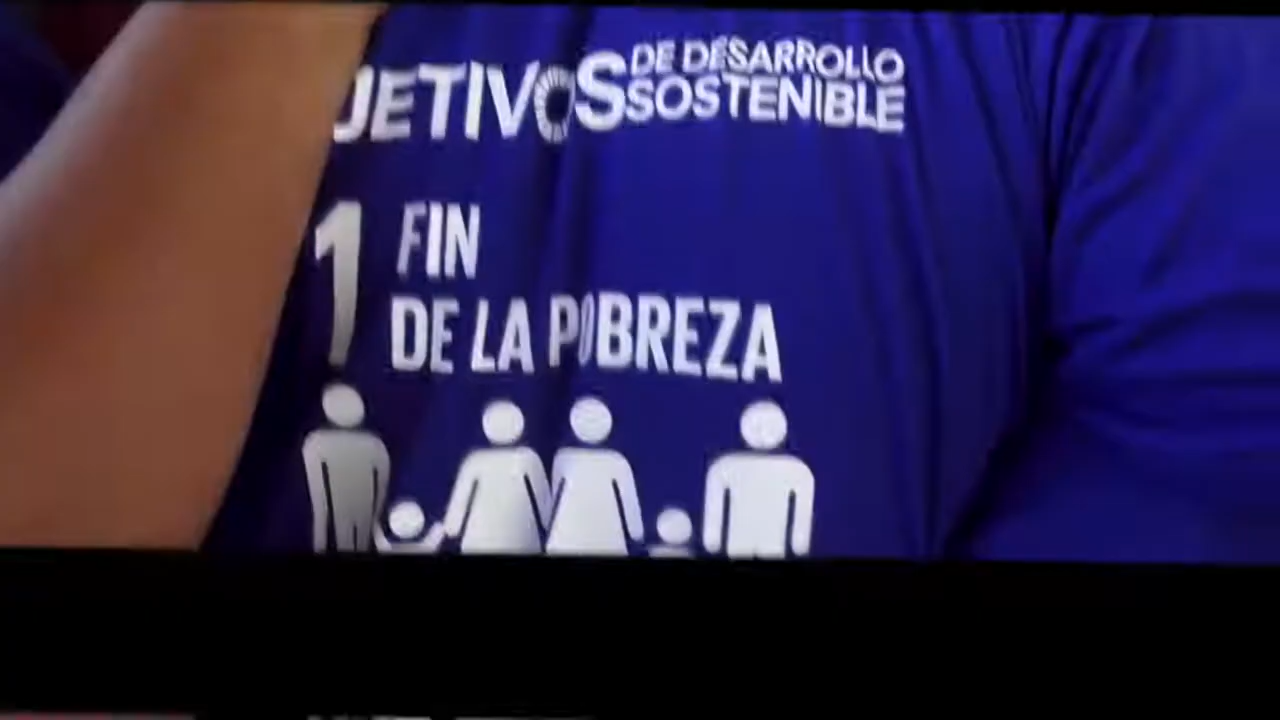 JETIVOS DE DESARROLLO
SOSTENIBLE
1 FIN
DE LA POBREZA